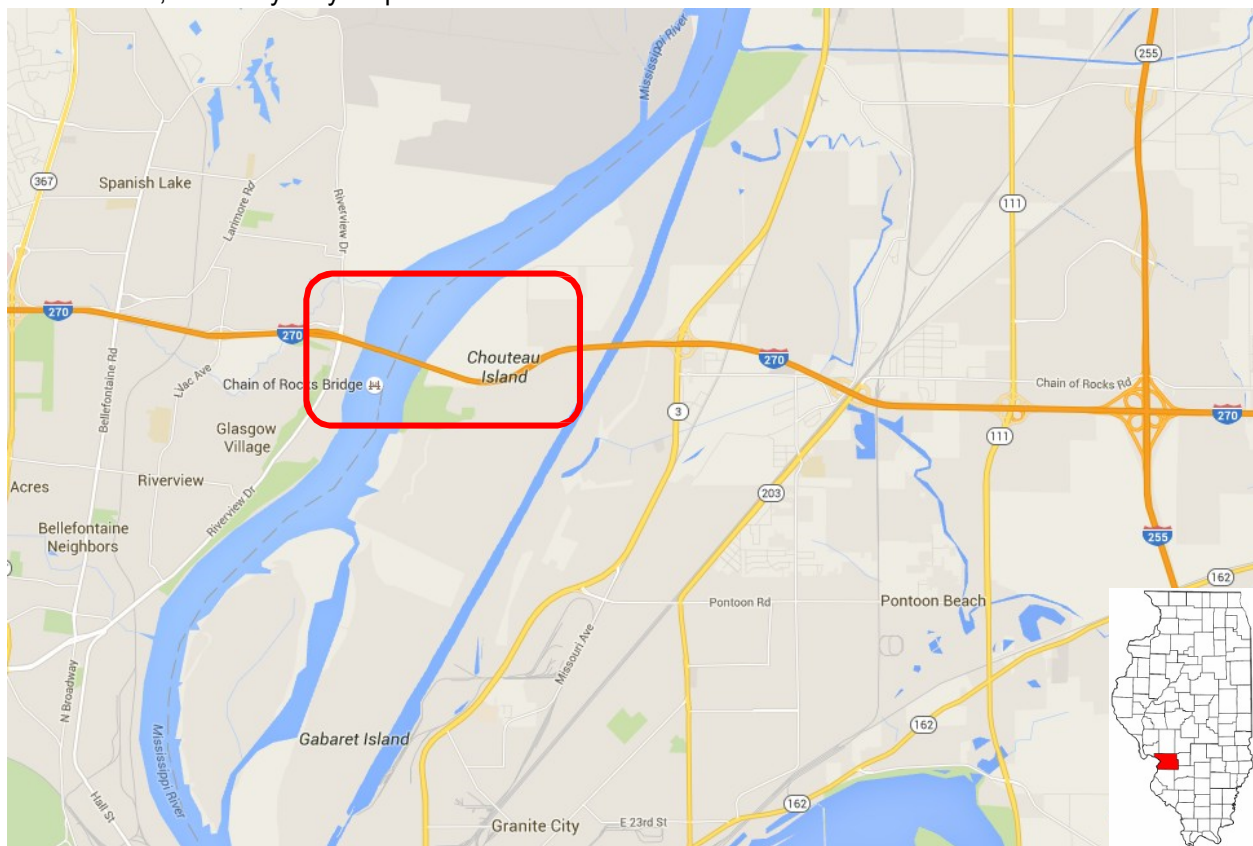 Mississippi River
255
367
Spanish Lake
Larimore Rd
Riverview Dr
111
270
270
Chouteau
Island
270
Chain of Rocks Rd
270
Bellefontaine Rd
Lilac Ave
Chain of Rocks Bridge
3
111
Glasgow
Village
Acres
Riverview
Riverview Dr
203
Bellefontaine
Neighbors
255
162
Pontoon Rd
Pontoon Beach
Missouri Ave
N Broadway
Mississippi River
Gabaret Island
162
Hall St
162
Granite City
E 23rd St